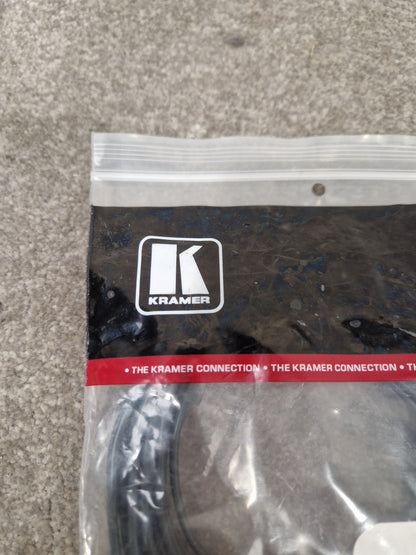 K
KRAMER
• THE KRAMER CONNECTION • THE KRAMER CONNECTION • T